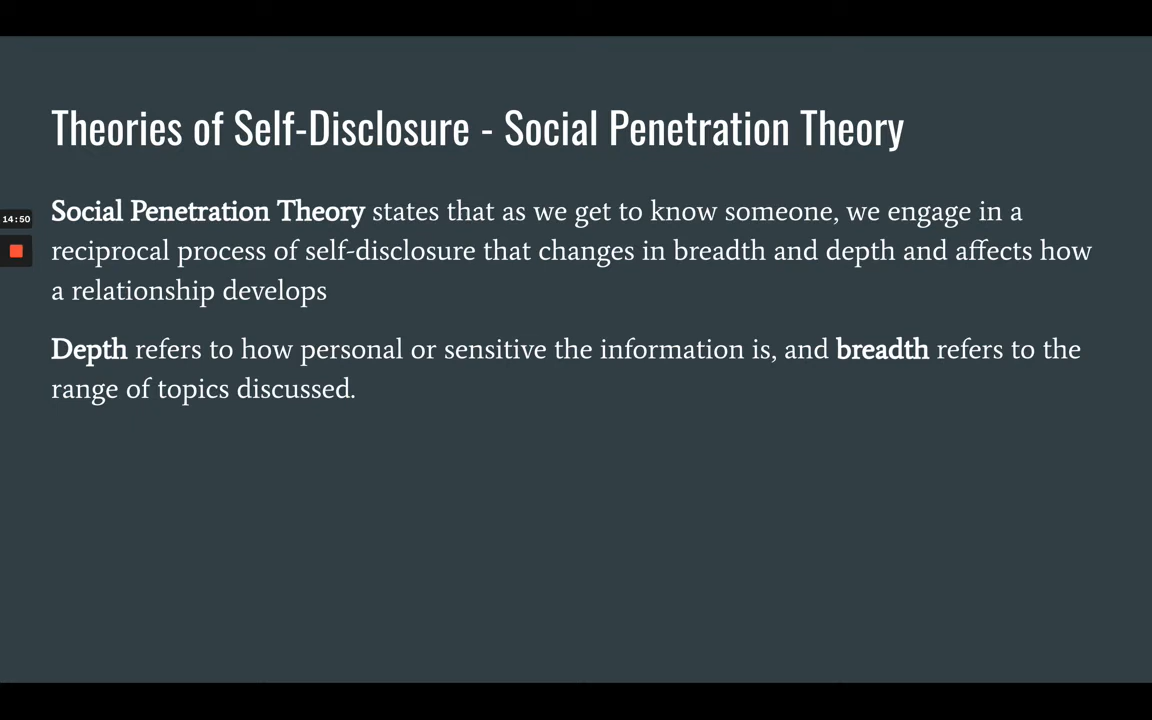 Theories of Self-Disclosure - Social Penetration Theory
14:50
Social Penetration Theory states that as we get to know someone, we engage in a
reciprocal process of self-disclosure that changes in breadth and depth and affects how
a relationship develops
Depth refers to how personal or sensitive the information is, and breadth refers to the
range of topics discussed.